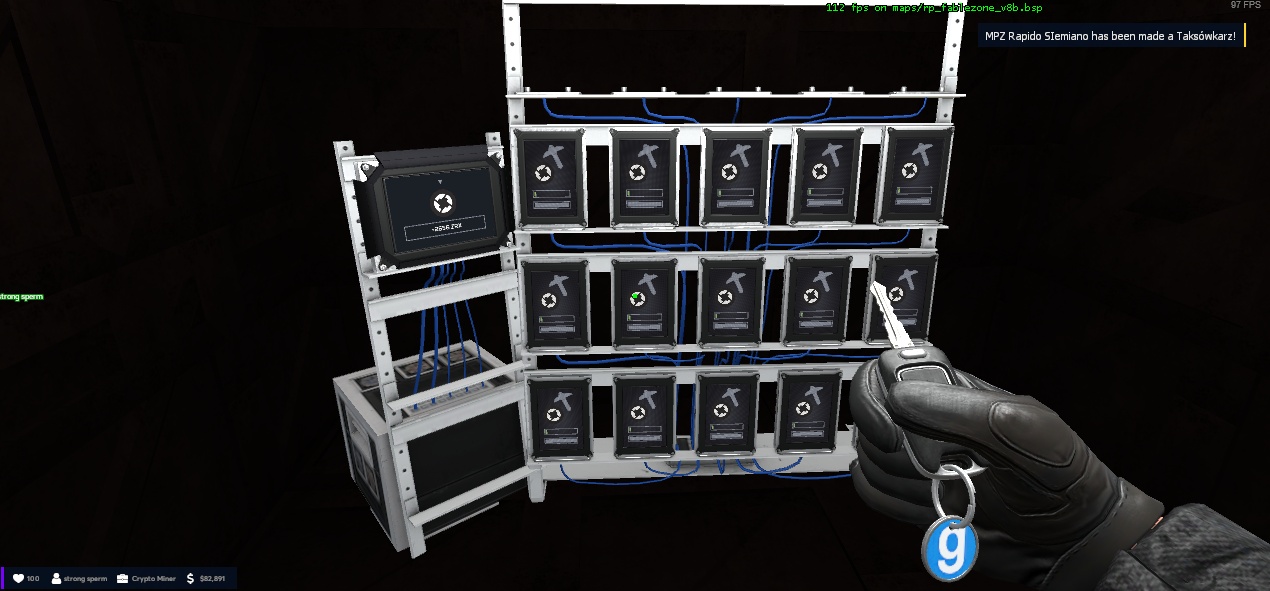 112 fps on maps/rp_fablezone_v8b.bsp
97 FPS
MPZ Rapido SIemiano has been made a Taksówkarz!
strong sperm
g
100
strong sperm
Crypto Miner
$ $82,891